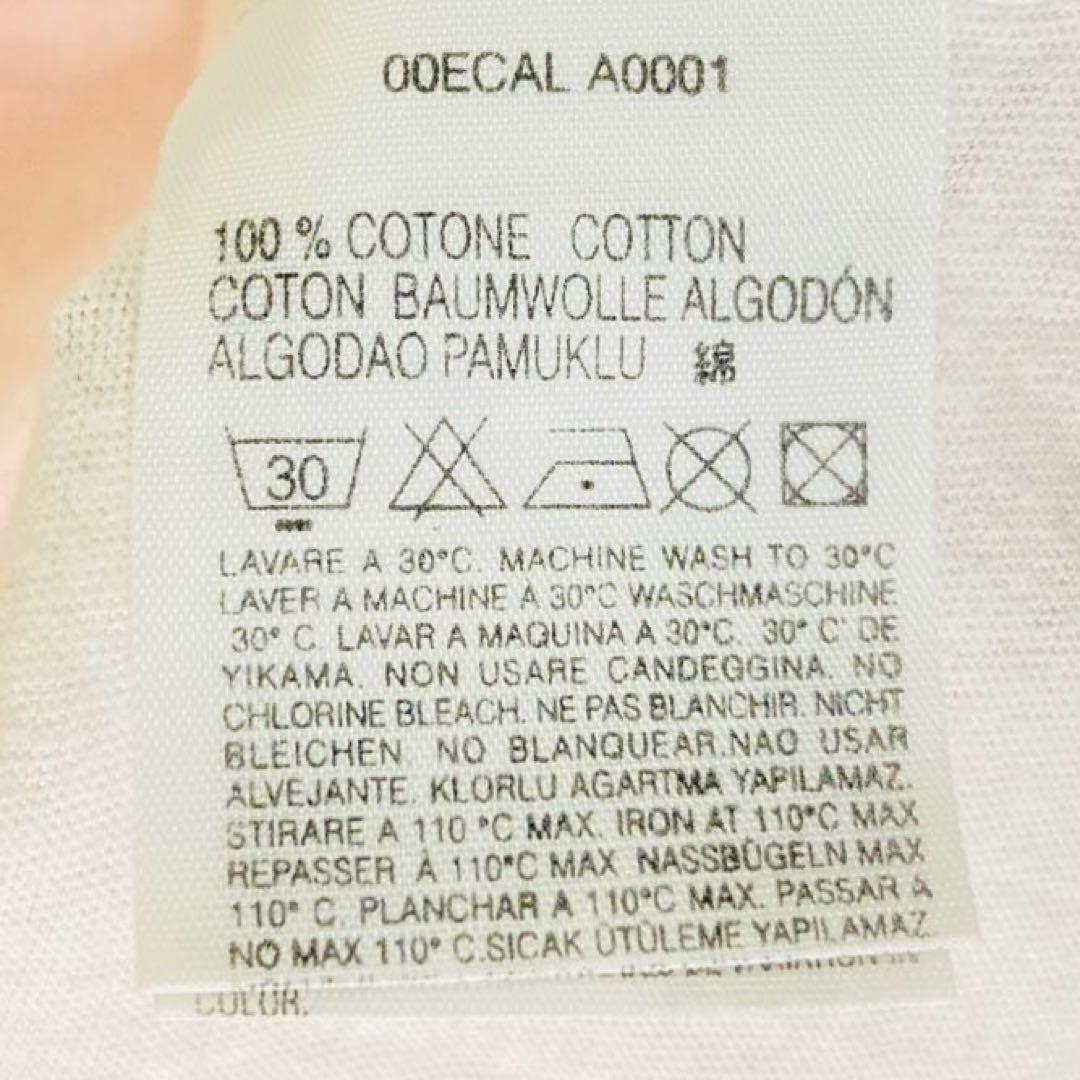 00ECAL A0001
100 % COTONE COTTON
COTON BAUMWOLLE ALGODÓN
ALGODAO PAMUKLU 綿
30
LAVARE A 30°C. MACHINE WASH TO 30°C
LAVER A MACHINE À 30°C WASCHMASCHINE
30° C. LAVAR A MAQUINA A 30°C. 30° C' DE
YIKAMA. NON USARE CANDEGGINA. NO
CHLORINE BLEACH. NE PAS BLANCHIR. NICHT
BLEICHEN. NO BLANQUEAR.NAO USAR
ALVEJANTE. KLORLU AGARTMA YAPILAMAZ.
STIRARE A 110 °C MAX. IRON AT 110°C MAX
REPASSER À 110°C MAX NASSBÜGELN MAX
110° C. PLANCHAR A 110°C MAX. PASSAR A
NO MAX 110° C.SICAK ÜTÜLEME YAPILAMAZ
COLOR.